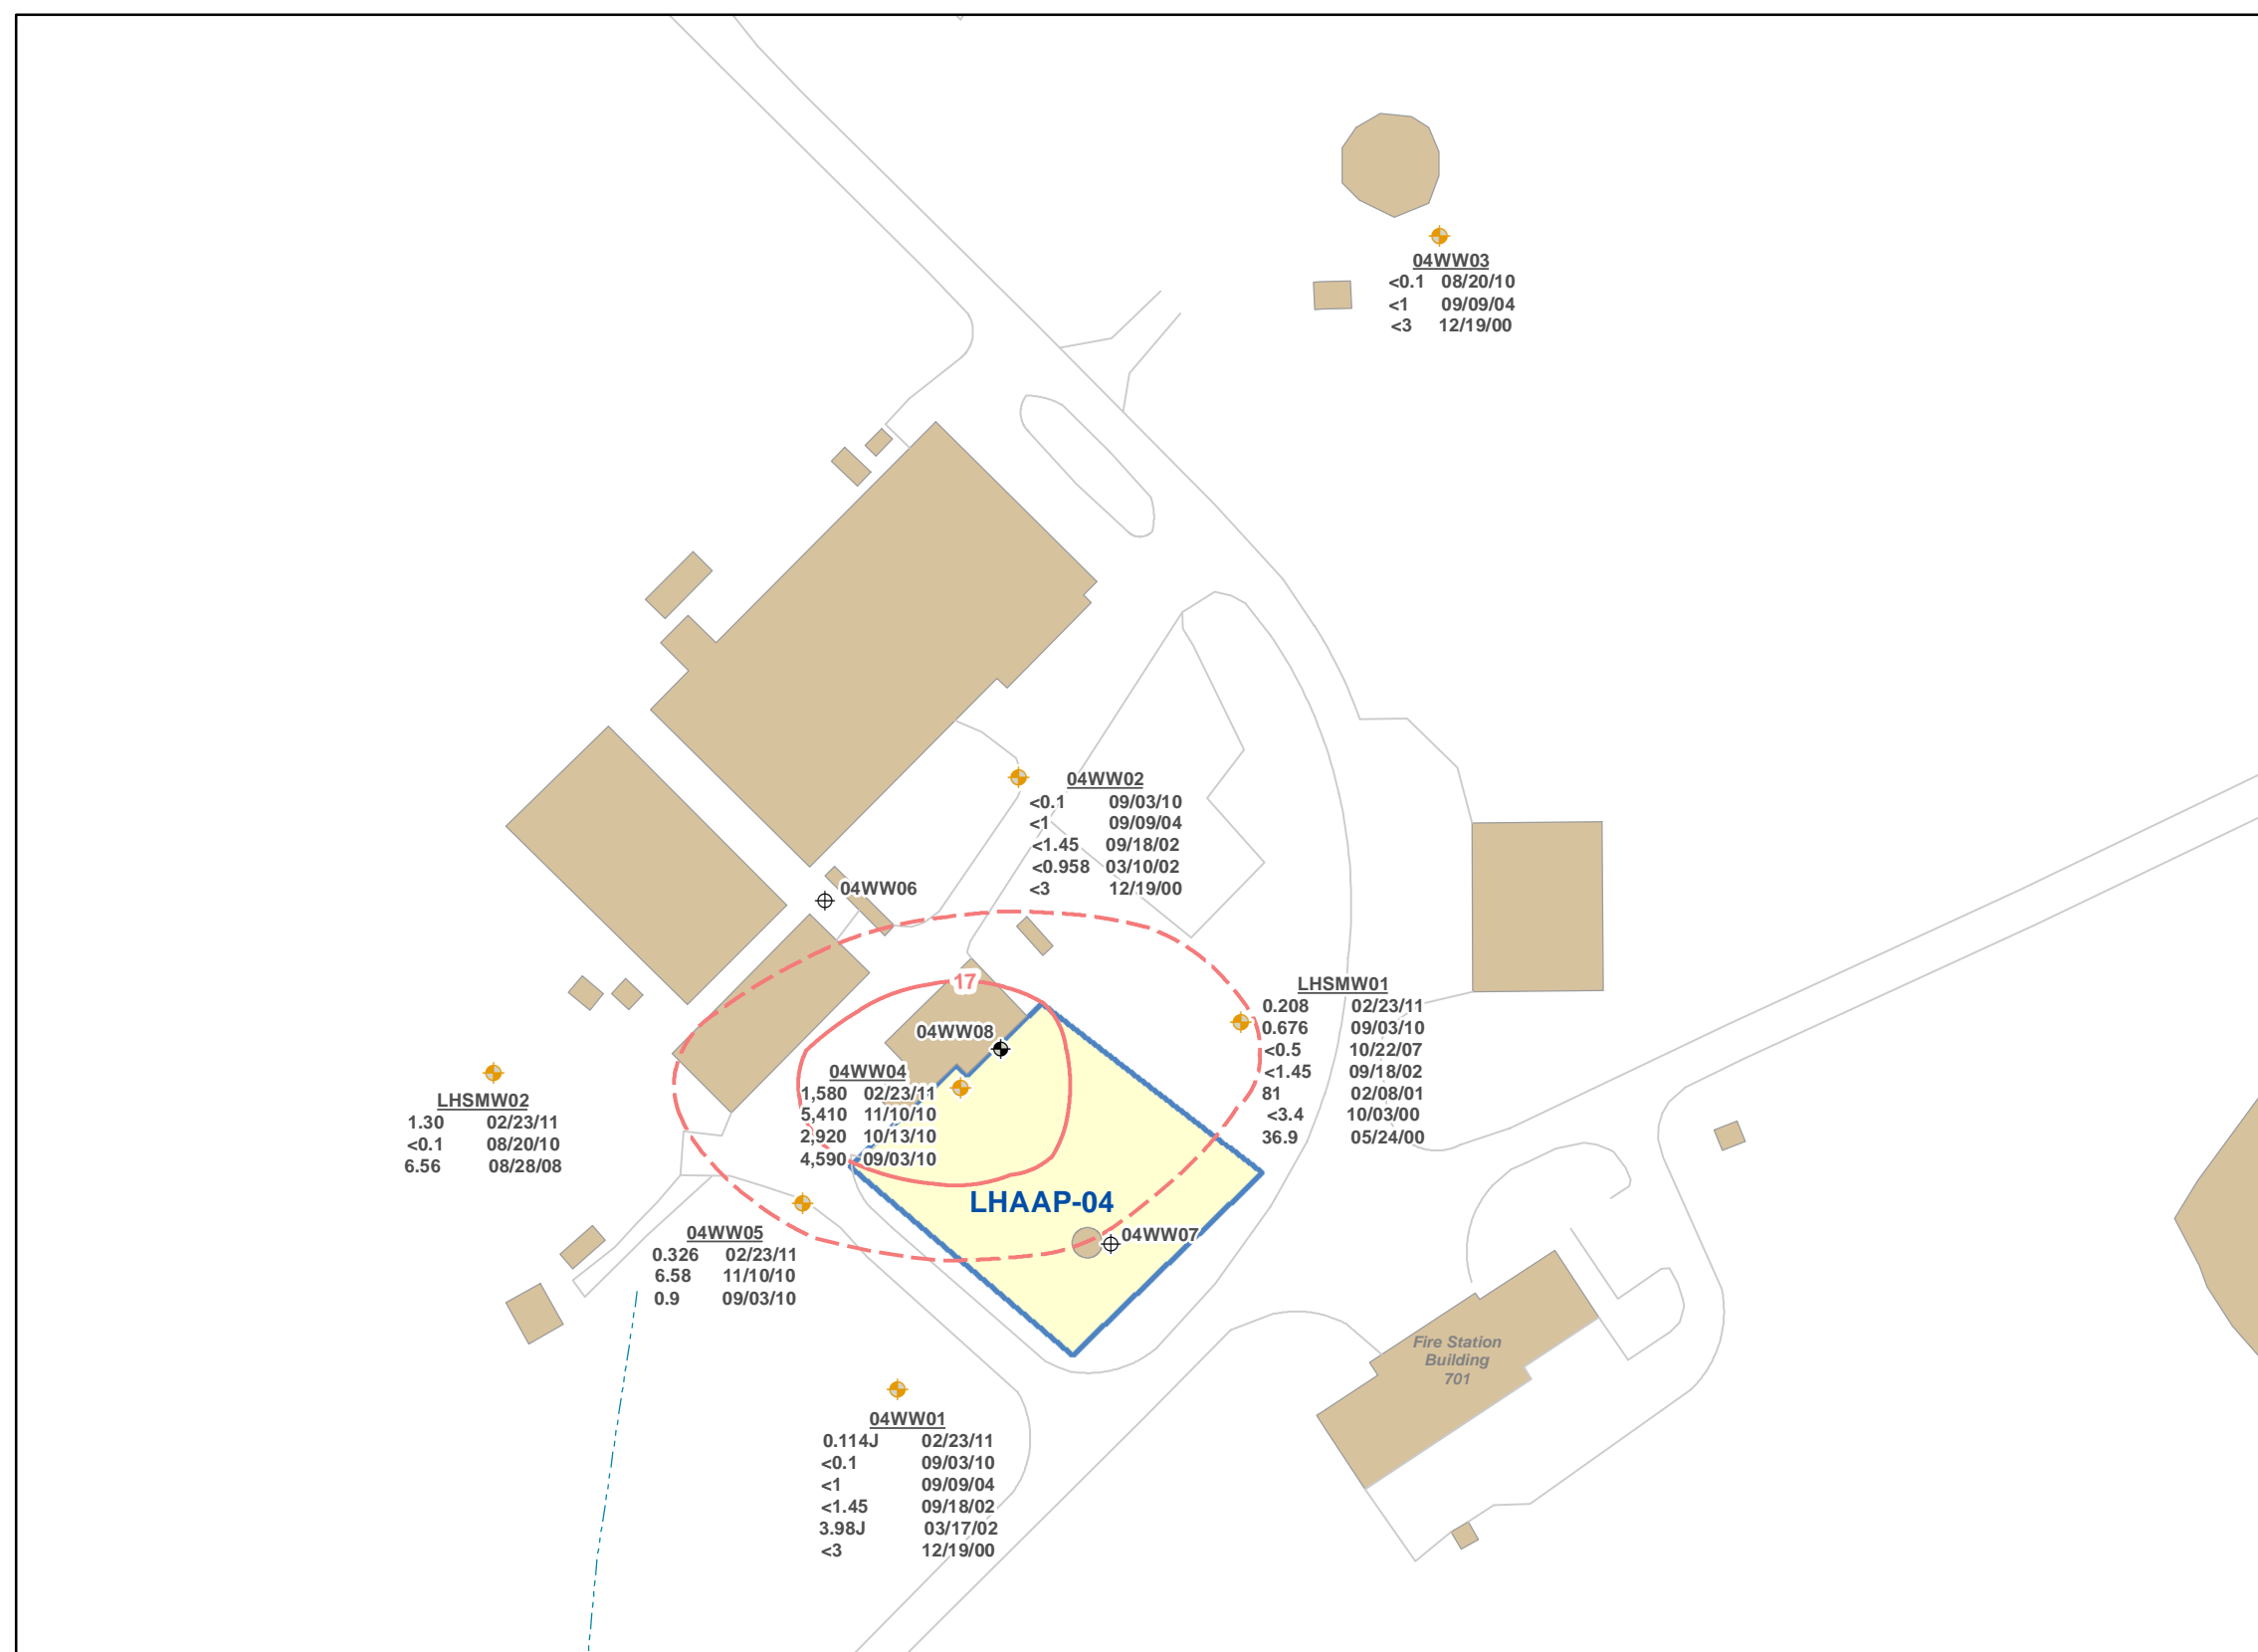 04WW03
<0.1 08/20/10
<1 09/09/04
<3 12/19/00
04WW02
<0.1 09/03/10
<1 09/09/04
<1.45 09/18/02
<0.958 03/10/02
<3 12/19/00
04WW06
17
04WW08
LHSMW01
0.208 02/23/11
0.676 09/03/10
<0.5 10/22/07
<1.45 09/18/02
81 02/08/01
<3.4 10/03/00
36.9 05/24/00
04WW04
1,580 02/23/11
5,410 11/10/10
2,920 10/13/10
4,590 09/03/10
LHSMW02
1.30 02/23/11
<0.1 08/20/10
6.56 08/28/08
LHAAP-04
04WW07
04WW05
0.326 02/23/11
6.58 11/10/10
0.9 09/03/10
Fire Station
Building
701
04WW01
0.114J 02/23/11
<0.1 09/03/10
<1 09/09/04
<1.45 09/18/02
3.98J 03/17/02
<3 12/19/00